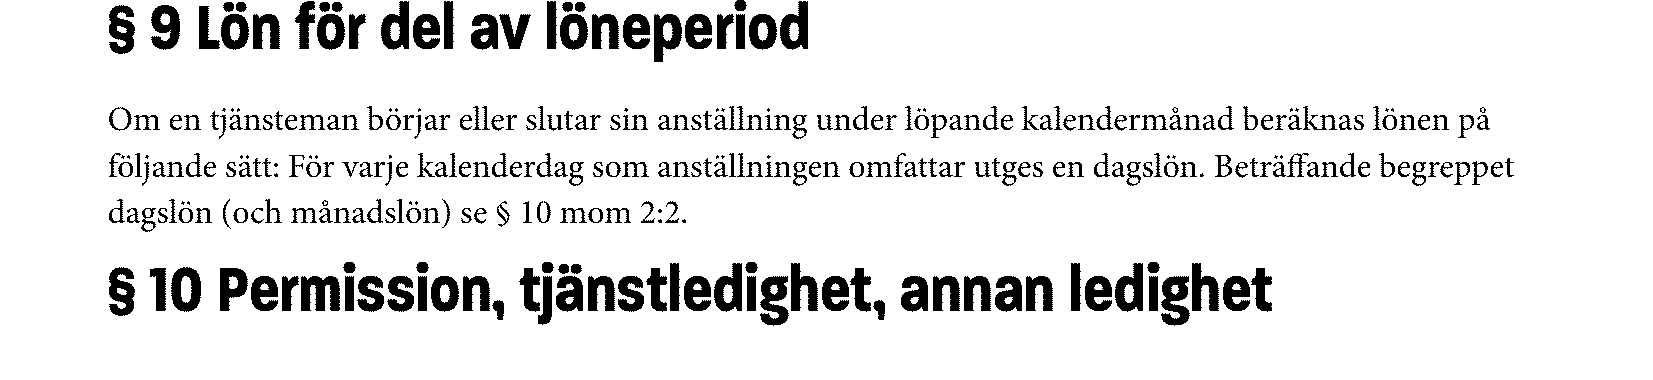 § 9 Lön för del av löneperiod
Om en tjänsteman börjar eller slutar sin anställning under löpande kalendermånad beräknas lönen på
följande sätt: För varje kalenderdag som anställningen omfattar utges en dagslön. Beträffande begreppet
dagslön (och månadslön) se § 10 mom 2:2.
§ 10 Permission, tjänstledighet, annan ledighet